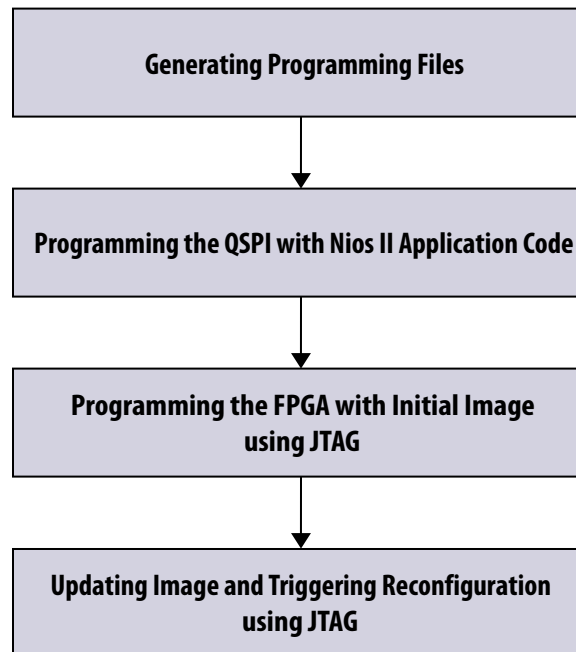 Generating Programming Files
Programming the QSPI with Nios II Application Code
Programming the FPGA with Initial Image
using JTAG
Updating Image and Triggering Reconfiguration
using JTAG